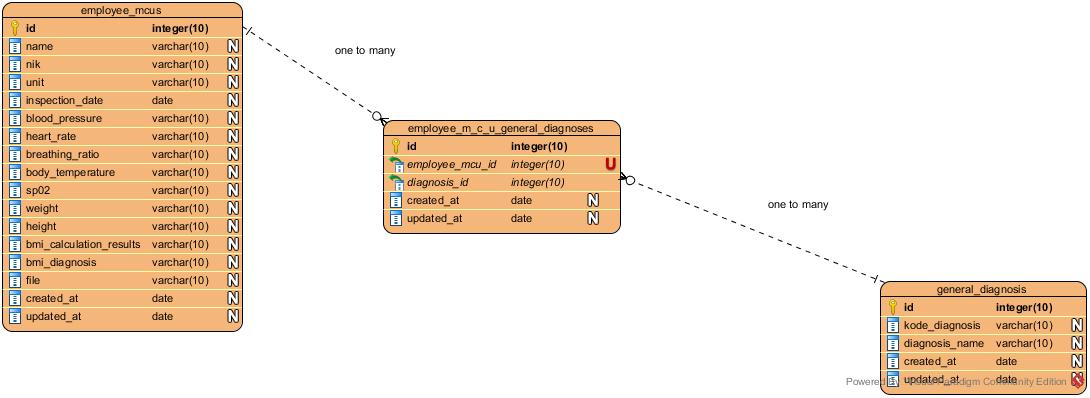 employee_mcus
id integer(10)
name varchar(10) N
nik varchar(10) N
unit varchar(10) N
inspection_date date N
blood_pressure varchar(10) N
heart_rate varchar(10) N
breathing_ratio varchar(10) N
body_temperature varchar(10) N
sp02 varchar(10) N
weight varchar(10) N
height varchar(10) N
bmi_calculation_results varchar(10) N
bmi_diagnosis varchar(10) N
file varchar(10) N
created_at date N
updated_at date N
one to many
employee_m_c_u_general_diagnoses
id integer(10)
employee_mcu_id integer(10) U
diagnosis_id integer(10)
created_at date N
updated_at date N
one to many
general_diagnosis
id integer(10)
kode_diagnosis varchar(10) N
diagnosis_name varchar(10) N
created_at date N
updated_at date N
Powered Paradigm Community Edition